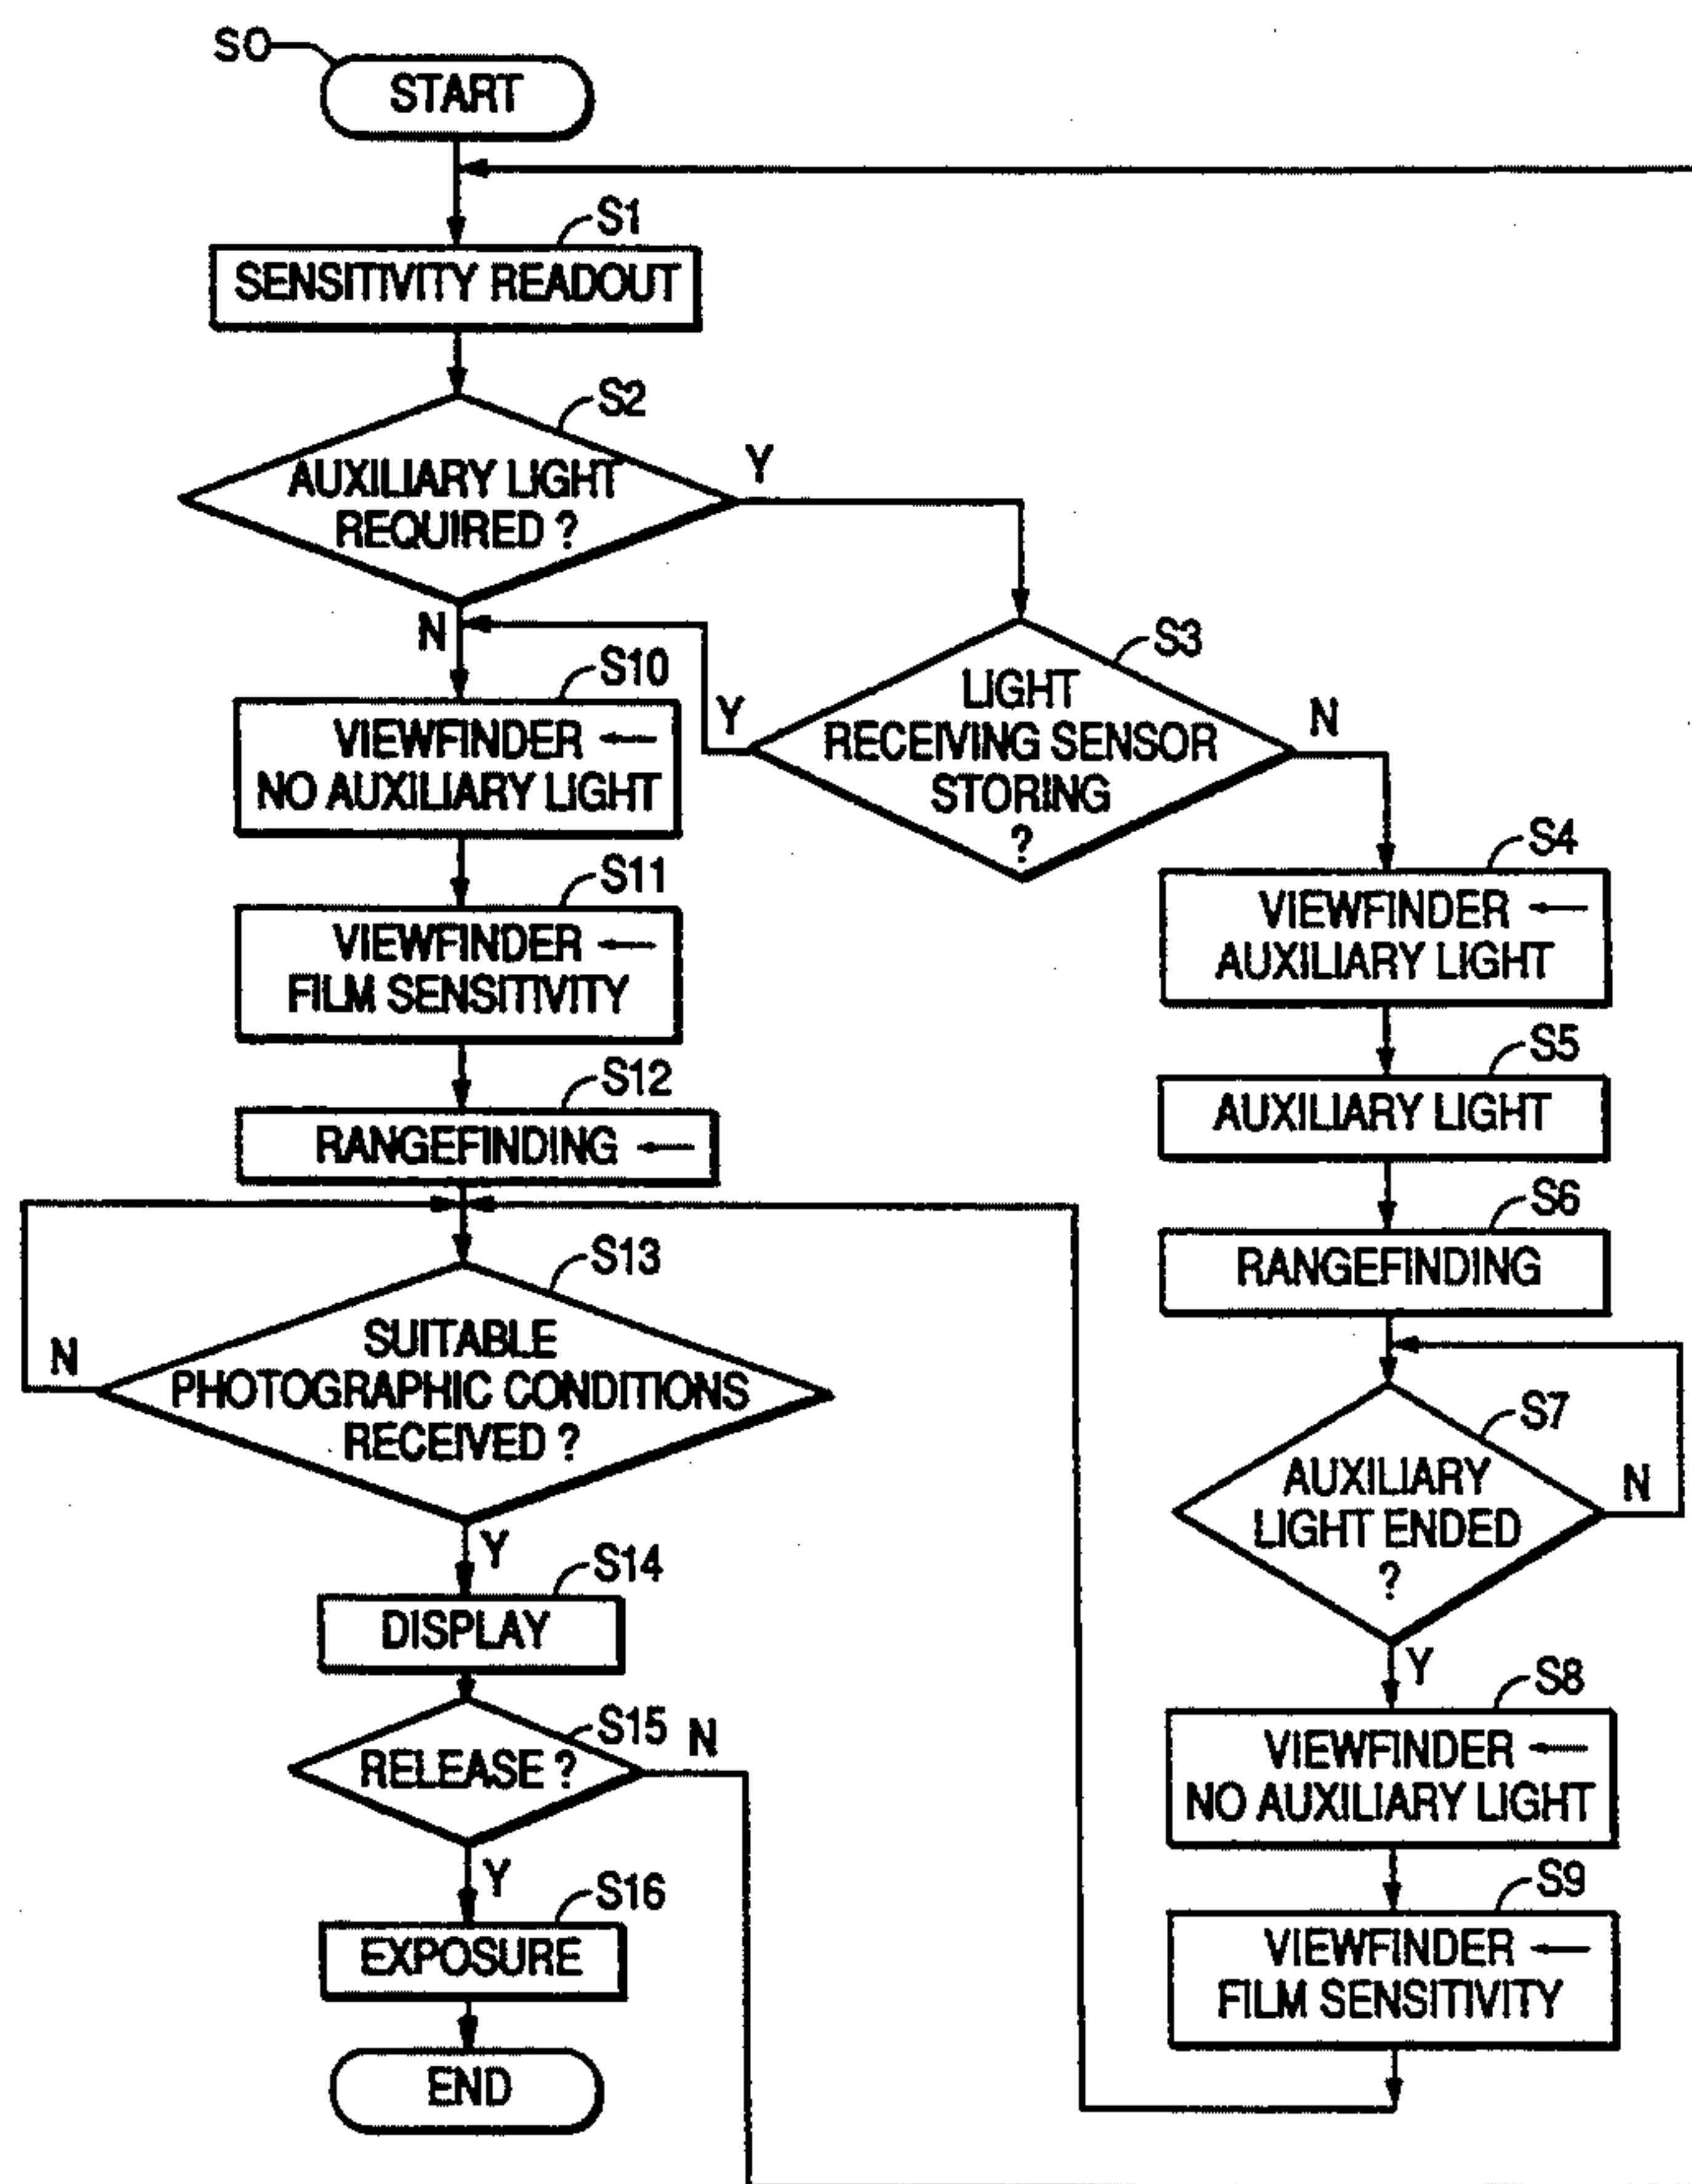 S0
START
S1
SENSITIVITY READOUT
S2
AUXILIARY LIGHT
REQUIRED ?
Y
N
S3
LIGHT
RECEIVING SENSOR
STORING
?
Y
N
S10
VIEWFINDER ←
NO AUXILIARY LIGHT
S11
VIEWFINDER ←
FILM SENSITIVITY
S12
RANGEFINDING ←
S4
VIEWFINDER ←
AUXILIARY LIGHT
S5
AUXILIARY LIGHT
S6
RANGEFINDING
S7
AUXILIARY
LIGHT ENDED
?
N
Y
S8
VIEWFINDER ←
NO AUXILIARY LIGHT
S9
VIEWFINDER ←
FILM SENSITIVITY
S13
SUITABLE
PHOTOGRAPHIC CONDITIONS
RECEIVED ?
N
Y
S14
DISPLAY
S15
RELEASE ?
N
Y
S16
EXPOSURE
END